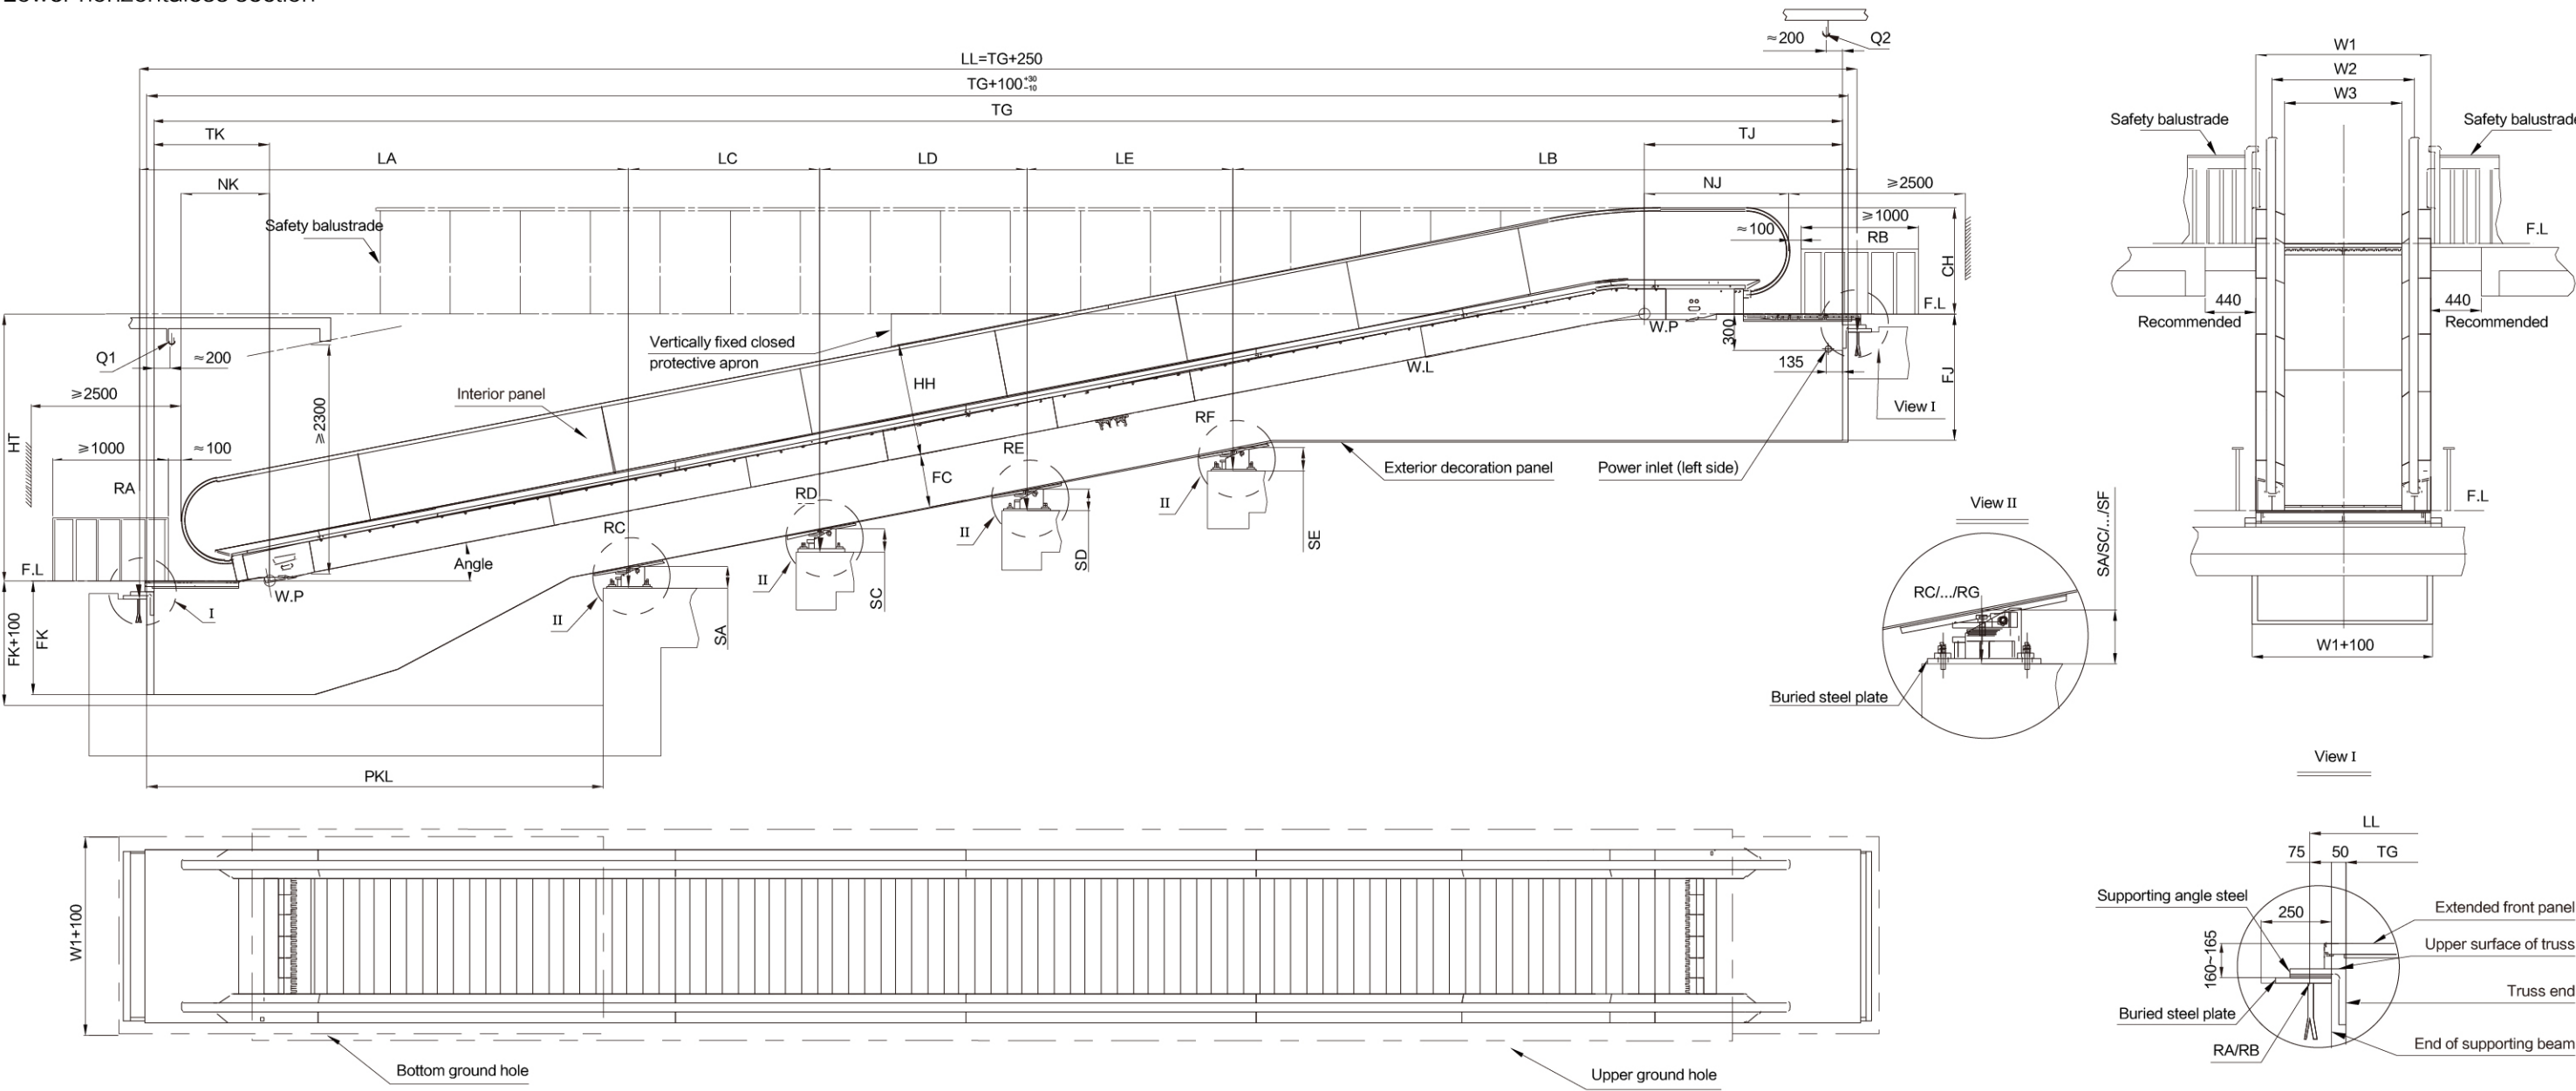 Q2
≈200
LL=TG+250
TG+100+30 -10
TG
TK
TJ
LA
LC
LD
LE
LB
NK
NJ
≥2500
Safety balustrade
≥1000
≈100
RB
CH
F.L
Q1
≈200
Vertically fixed closed
protective apron
W.P
300
135
W.L
FJ
HH
≥2500
Interior panel
≥2300
View I
HT
≥1000
≈100
RF
RE
Exterior decoration panel
Power inlet (left side)
RA
FC
RD
II
SE
RC
II
SD
F.L
Angle
II
SC
W.P
I
II
SA
FK+100
FK
PKL
W1
W2
W3
Safety balustrade
Safety balustrade
F.L
440
Recommended
440
Recommended
F.L
W1+100
View II
SA/SC/.../SF
RC/.../RG
Buried steel plate
View I
LL
75
50
TG
Supporting angle steel
250
Extended front panel
160~165
Upper surface of truss
Truss end
Buried steel plate
End of supporting beam
RA/RB
W1+100
Bottom ground hole
Upper ground hole